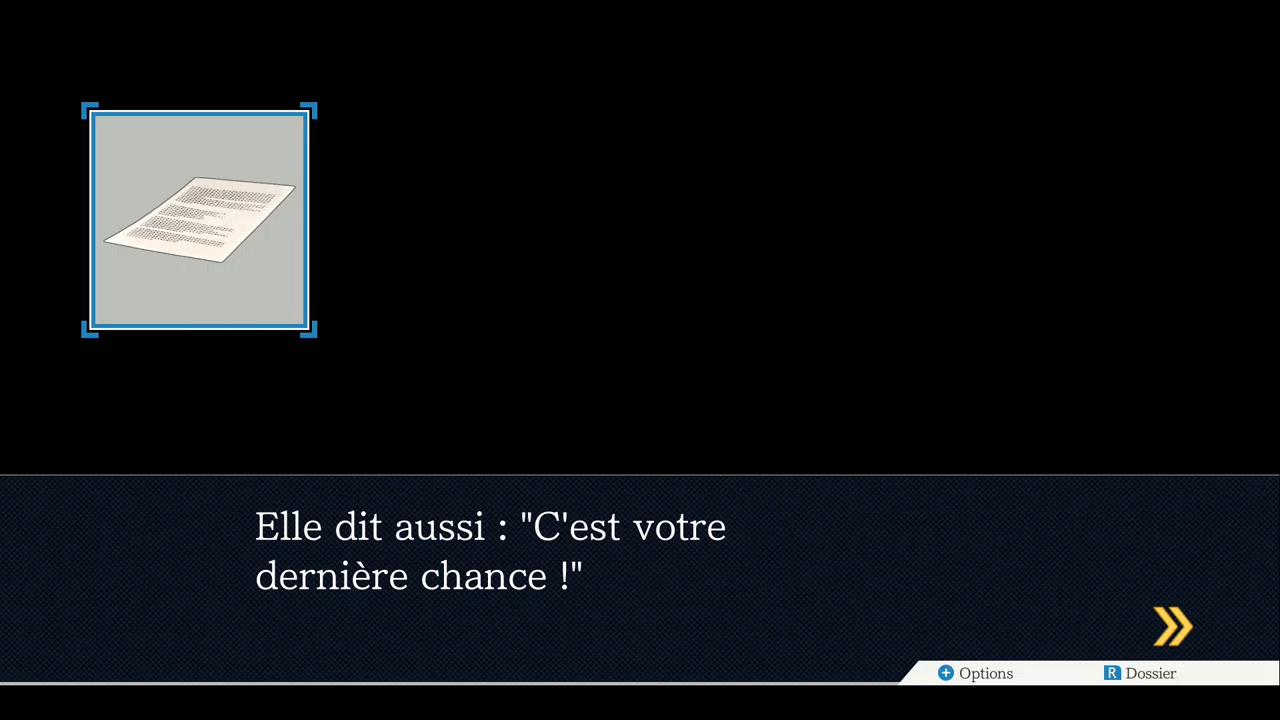 Elle dit aussi : "C'est votre
dernière chance !"
+ Options
R Dossier